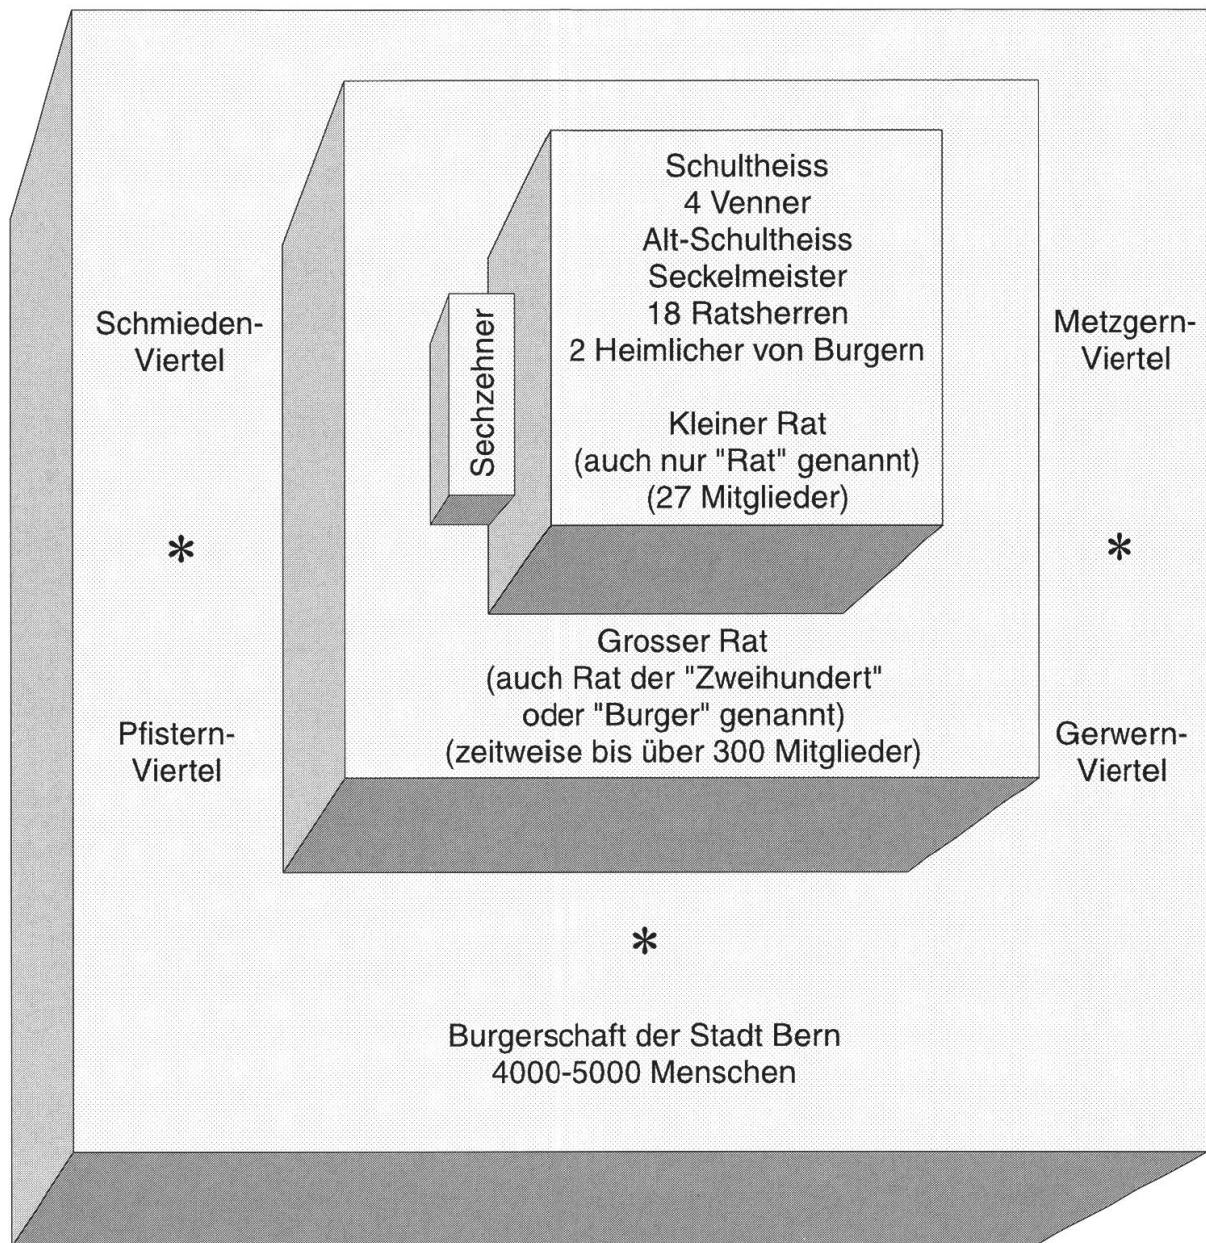 Schultheiss
4 Venner
Alt-Schultheiss
Seckelmeister
18 Ratsherren
2 Heimlicher von Burgern
Kleiner Rat
(auch nur "Rat" genannt)
(27 Mitglieder)
Sechzehner
Schmieden-
Viertel
Metzgern-
Viertel
*
*
Grosser Rat
(auch Rat der "Zweihundert"
oder "Burger" genannt)
(zeitweise bis über 300 Mitglieder)
Pfistern-
Viertel
Gerwern-
Viertel
*
Burgerschaft der Stadt Bern
4000-5000 Menschen